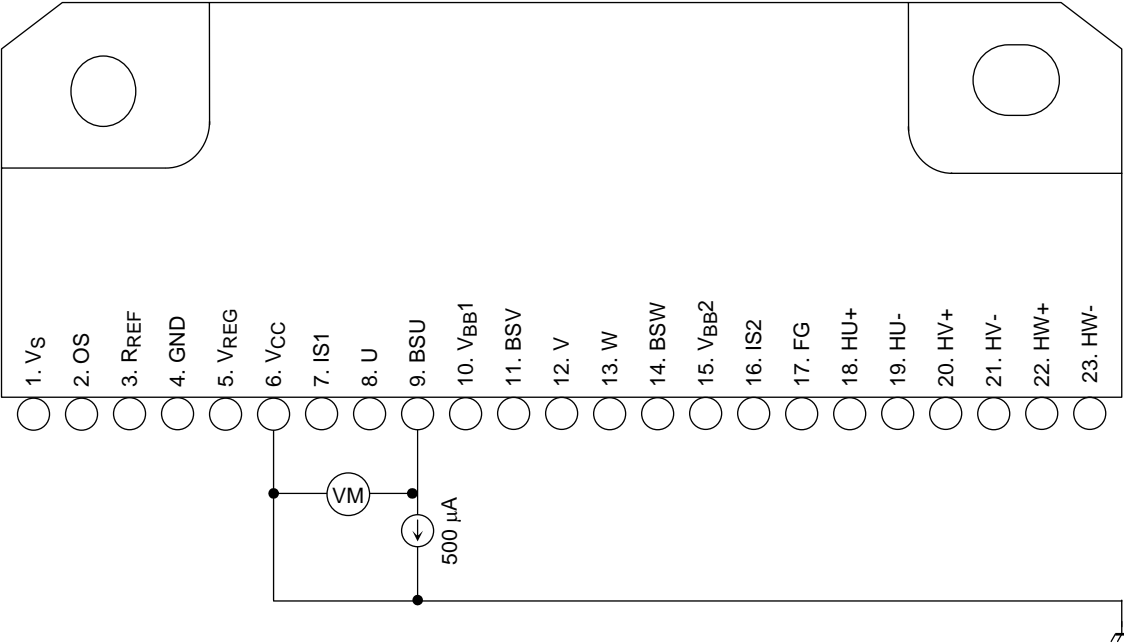 1. VS
2. OS
3. RREF
4. GND
5. VREG
6. VCC
7. IS1
8. U
9. BSU
10. VBB1
11. BSV
12. V
13. W
14. BSW
15. VBB2
16. IS2
17. FG
18. HU+
19. HU-
20. HV+
21. HV-
22. HW+
23. HW-
VM
500 μA